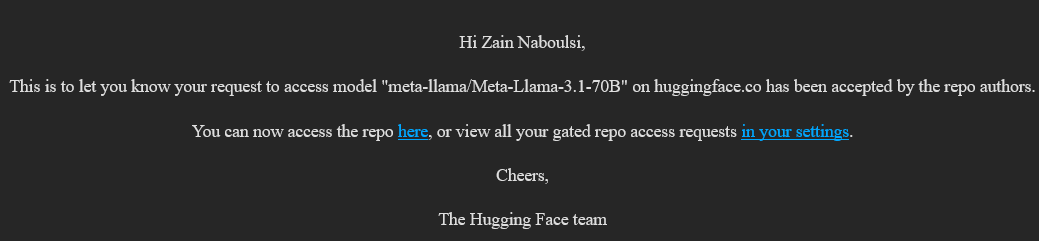 Hi Zain Naboulsi,
This is to let you know your request to access model "meta-llama/Meta-Llama-3.1-70B" on huggingface.co has been accepted by the repo authors.
You can now access the repo here, or view all your gated repo access requests in your settings.
Cheers,
The Hugging Face team